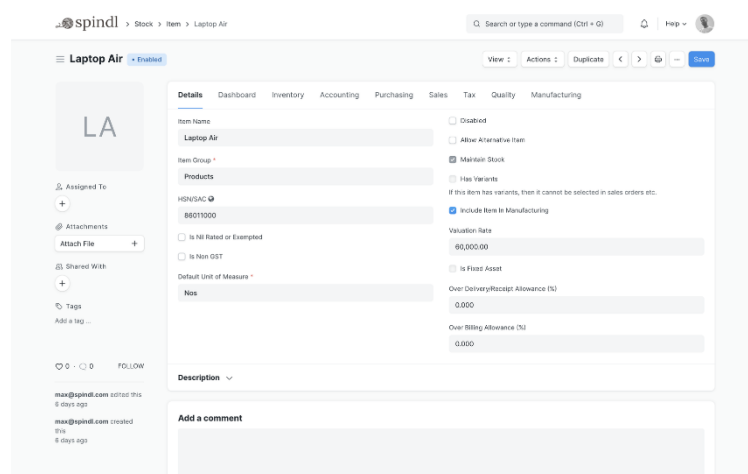 spindl > Stock > Item > Laptop Air
Search or type a command (Ctrl + G)
Help
Laptop Air • Enabled
View
Actions
Duplicate
Save
LA
Assigned To
Attachments
Attach File +
Shared With
Tags
Add a tag ...
0 · 0 FOLLOW
max@spindl.com edited this
6 days ago
max@spindl.com created
this
6 days ago
Details Dashboard Inventory Accounting Purchasing Sales Tax Quality Manufacturing
Item Name
Laptop Air
Item Group *
Products
HSN/SAC
86011000
Is Nil Rated or Exempted
Is Non GST
Default Unit of Measure *
Nos
Disabled
Allow Alternative Item
Maintain Stock
Has Variants
If this item has variants, then it cannot be selected in sales orders etc.
Include Item In Manufacturing
Valuation Rate
60,000.00
Is Fixed Asset
Over Delivery/Receipt Allowance (%)
0.000
Over Billing Allowance (%)
0.000
Description
Add a comment